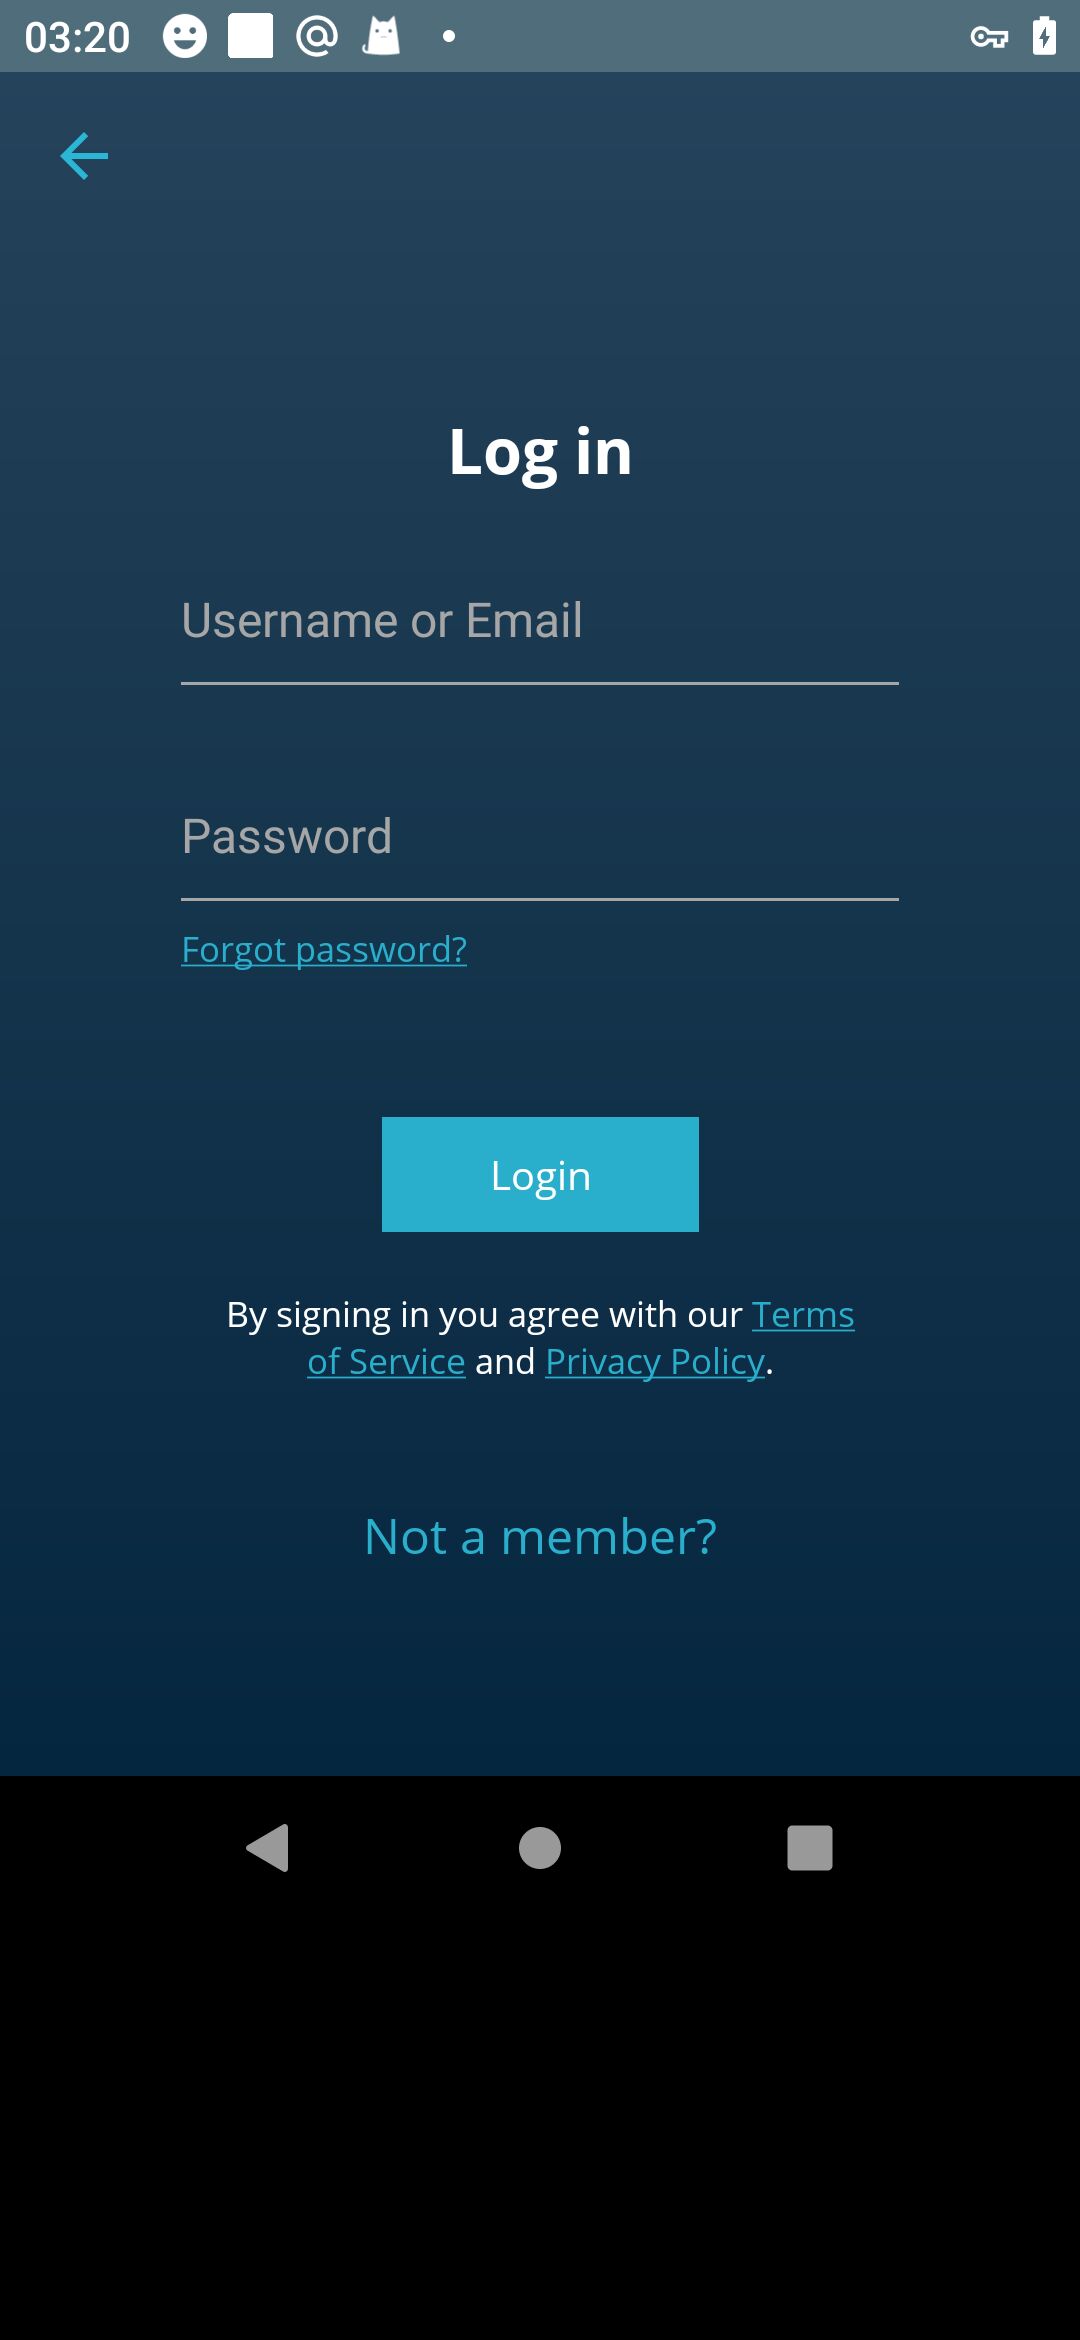 03:20
Log in
Username or Email
Password
Forgot password?
Login
By signing in you agree with our Terms
of Service and Privacy Policy.
Not a member?